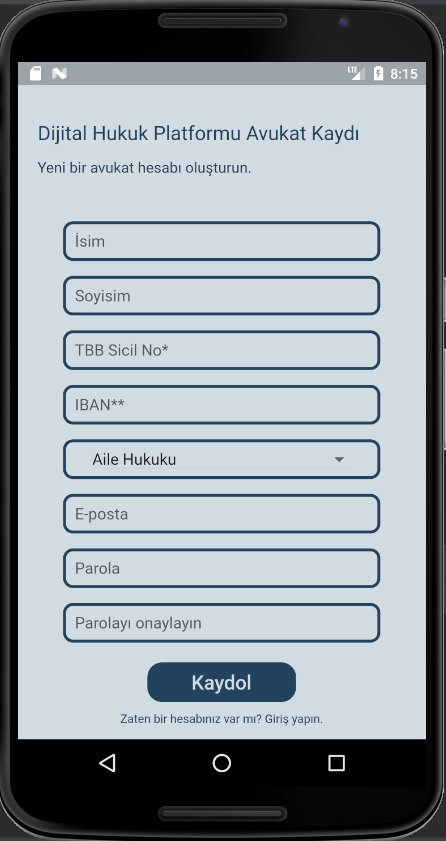 LTE 8:15
Dijital Hukuk Platformu Avukat Kaydı
Yeni bir avukat hesabı oluşturun.
İsim
Soyisim
TBB Sicil No*
IBAN**
Aile Hukuku
E-posta
Parola
Parolayı onaylayın
Kaydol
Zaten bir hesabınız var mı? Giriş yapın.